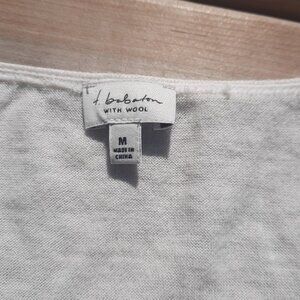 f. babaton
WITH WOOL
M
MADE IN
CHINA